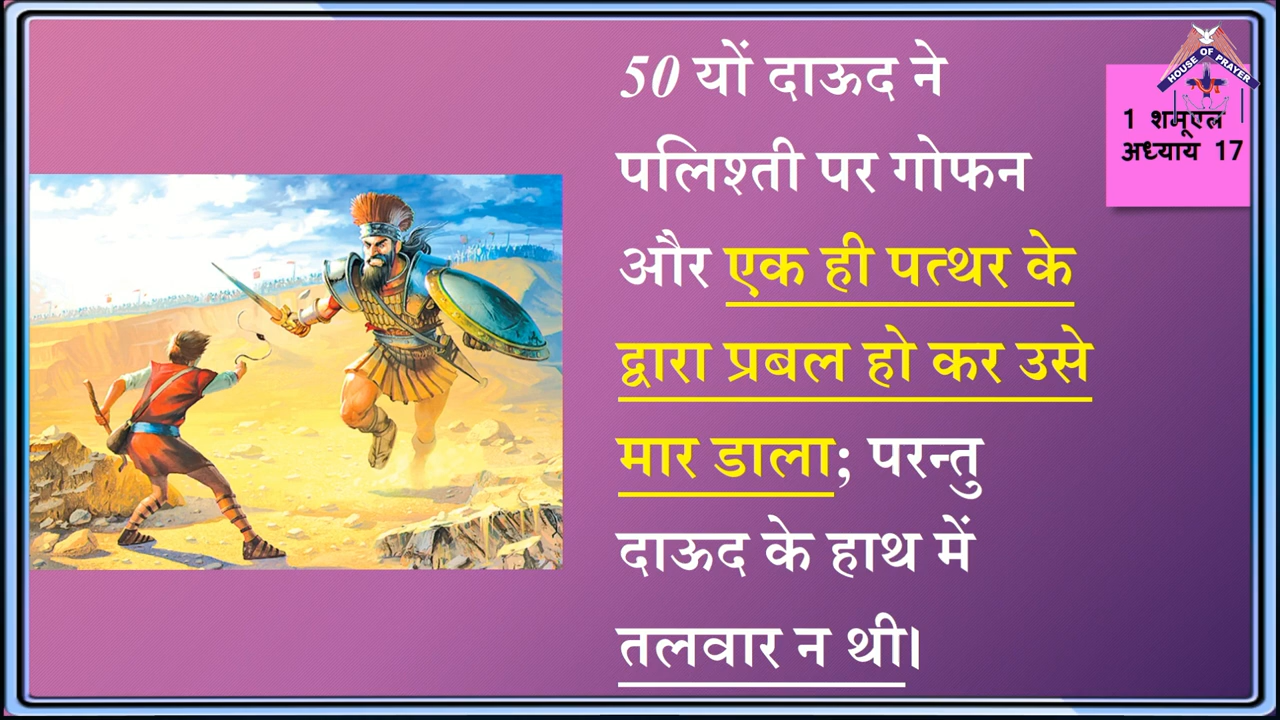 50 यों दाऊद ने
पलिश्ती पर गोफन
और एक ही पत्थर के
द्वारा प्रबल हो कर उसे
मार डाला; परन्तु
दाऊद के हाथ में
तलवार न थी।
HOUSE OF PRAYER
1 शमूएल
अध्याय 17